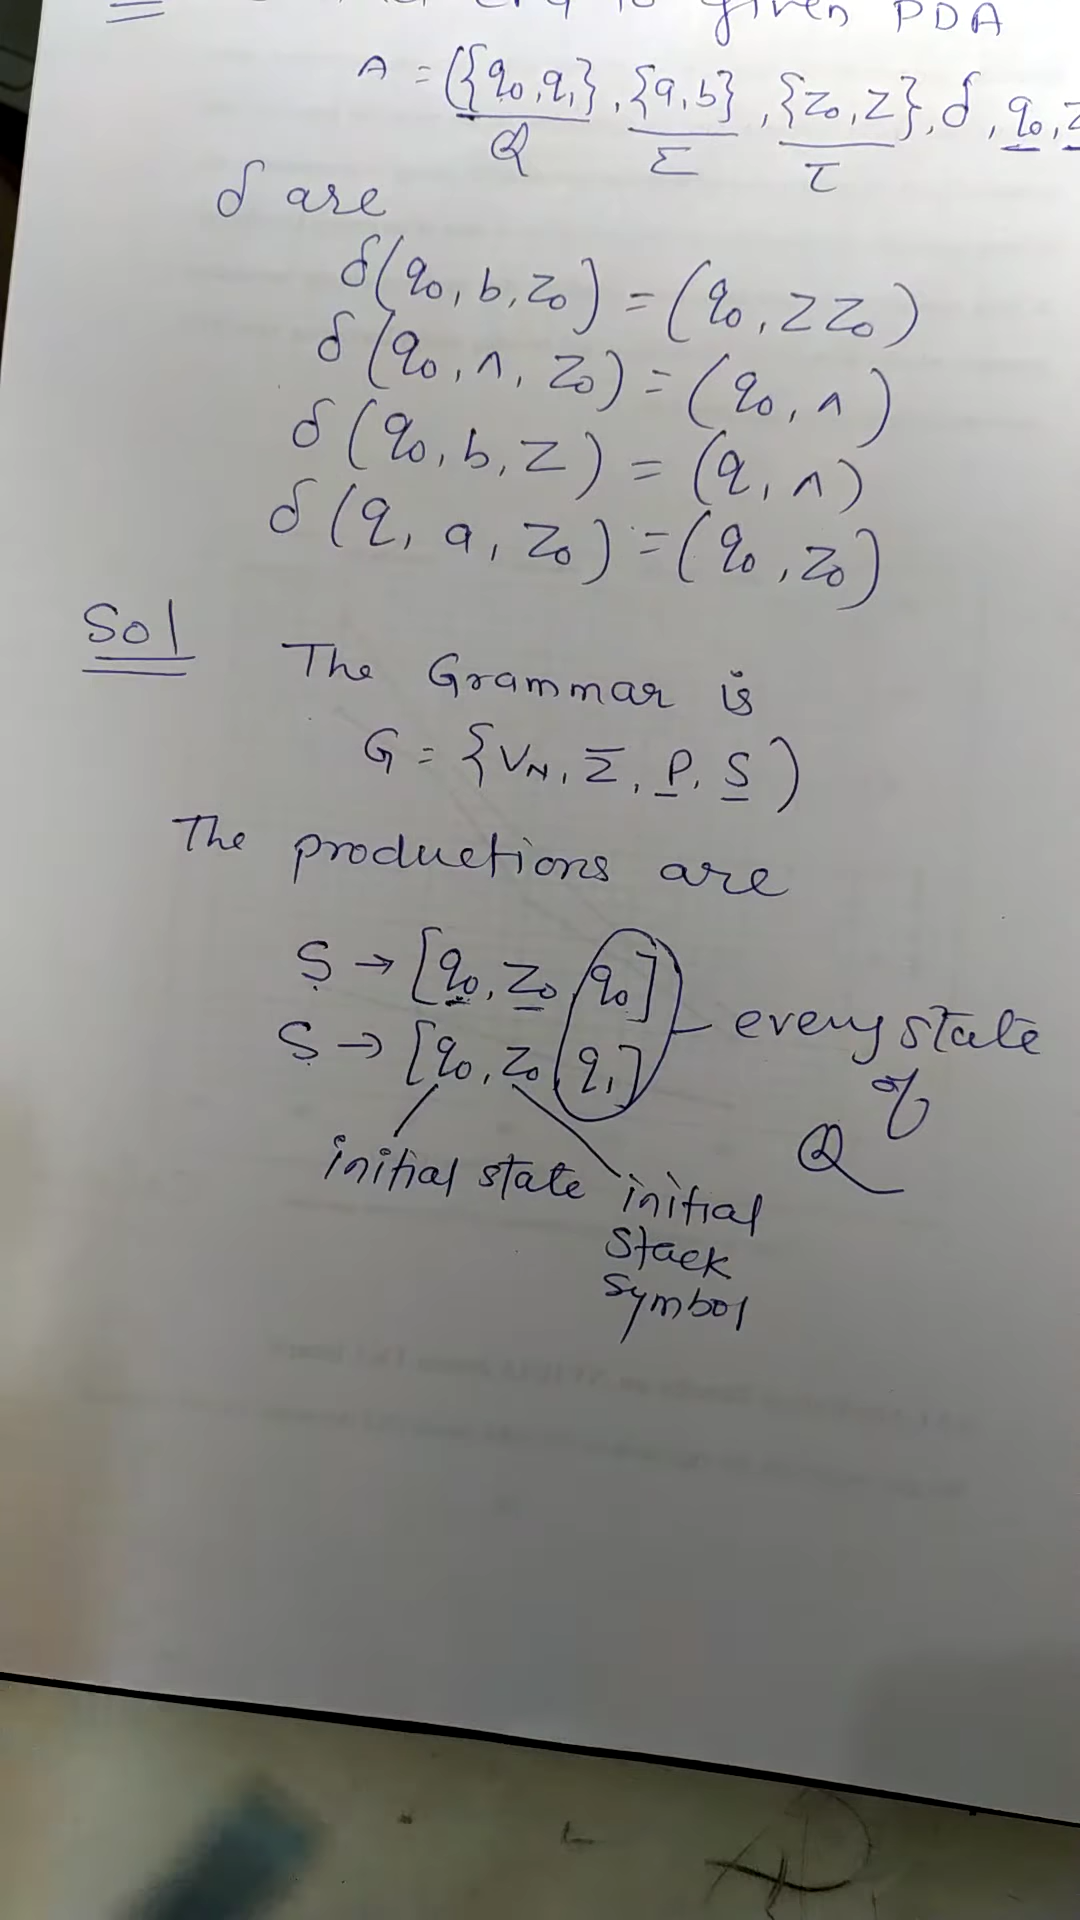 given PDA
A = ({q₀,q₁}, {a,b}, {z₀,z}, δ, q₀, z
Q Σ τ
δ are
δ(q₀, b, z₀) = (q₀, zz₀)
δ(q₀, ∧, z₀) = (q₀, ∧)
δ(q₀, b, z) = (q, ∧)
δ(q, a, z₀) = (q₀, z₀)
Sol The Grammar is
G = {V_N, Σ, P, S)
The productions are
S → [q₀, z₀ q₀]
S → [q₀, z₀ q₁]
every state
of
Q
initial state initial
stack
symbol